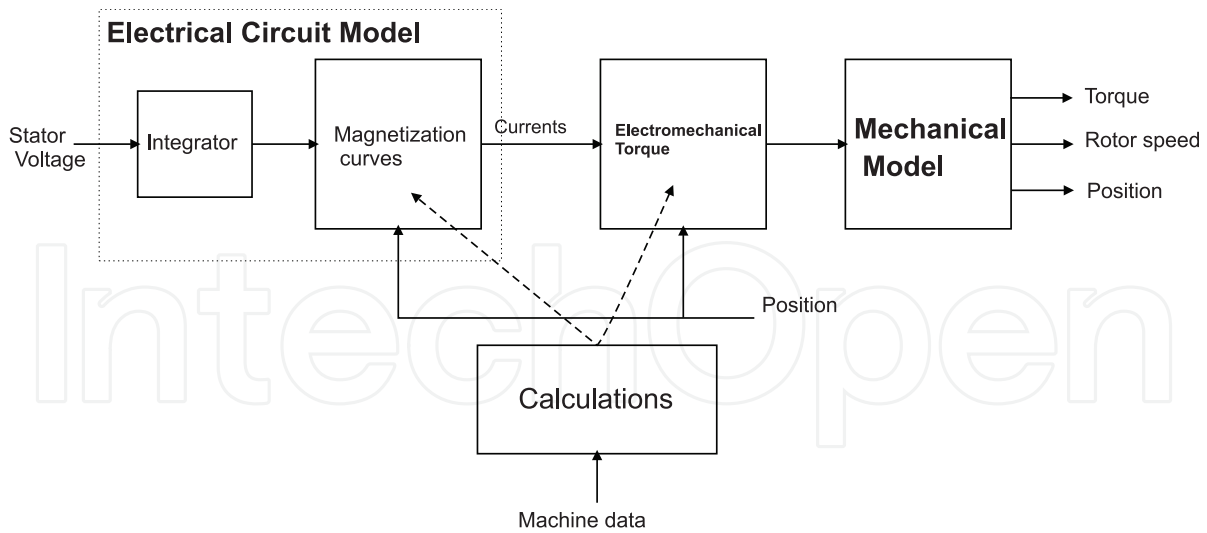 Electrical Circuit Model
Stator
Voltage
Integrator
Magnetization
curves
Currents
Electromechanical
Torque
Mechanical
Model
Torque
Rotor speed
Position
Position
Calculations
Machine data
IntechOpen